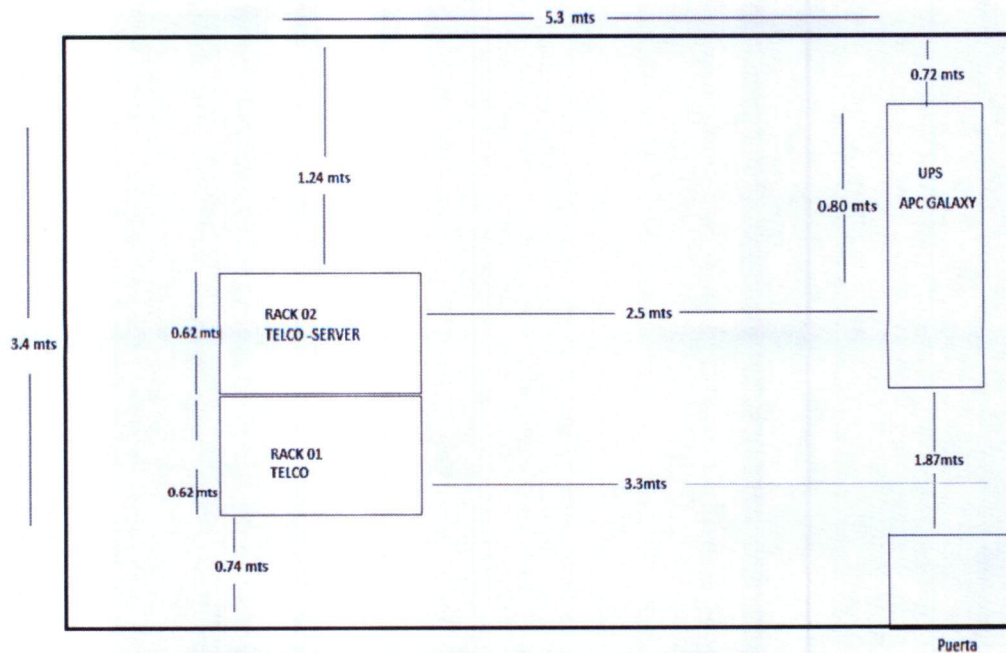 5.3 mts
0.72 mts
UPS
APC GALAXY
1.24 mts
0.80 mts
RACK 02
TELCO -SERVER
0.62 mts
2.5 mts
3.4 mts
RACK 01
TELCO
0.62 mts
3.3mts
1.87mts
0.74 mts
Puerta